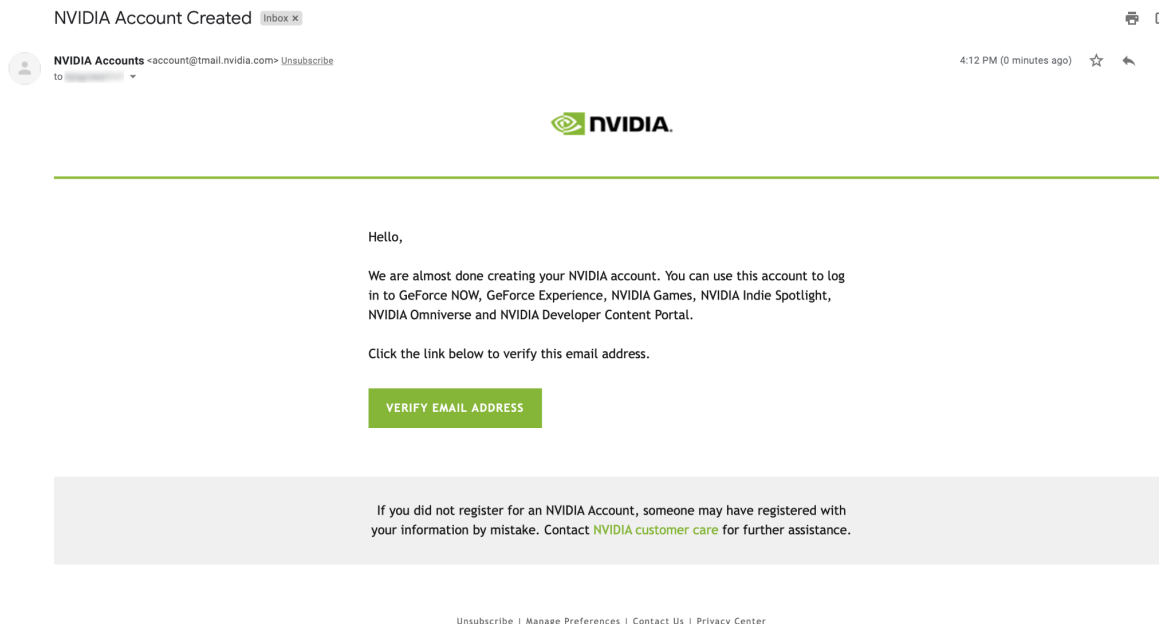 NVIDIA Account Created Inbox x
NVIDIA Accounts <account@tmail.nvidia.com> Unsubscribe 4:12 PM (0 minutes ago)
to
NVIDIA.
Hello,
We are almost done creating your NVIDIA account. You can use this account to log
in to GeForce NOW, GeForce Experience, NVIDIA Games, NVIDIA Indie Spotlight,
NVIDIA Omniverse and NVIDIA Developer Content Portal.
Click the link below to verify this email address.
VERIFY EMAIL ADDRESS
If you did not register for an NVIDIA Account, someone may have registered with
your information by mistake. Contact NVIDIA customer care for further assistance.
Unsubscribe | Manage Preferences | Contact Us | Privacy Center